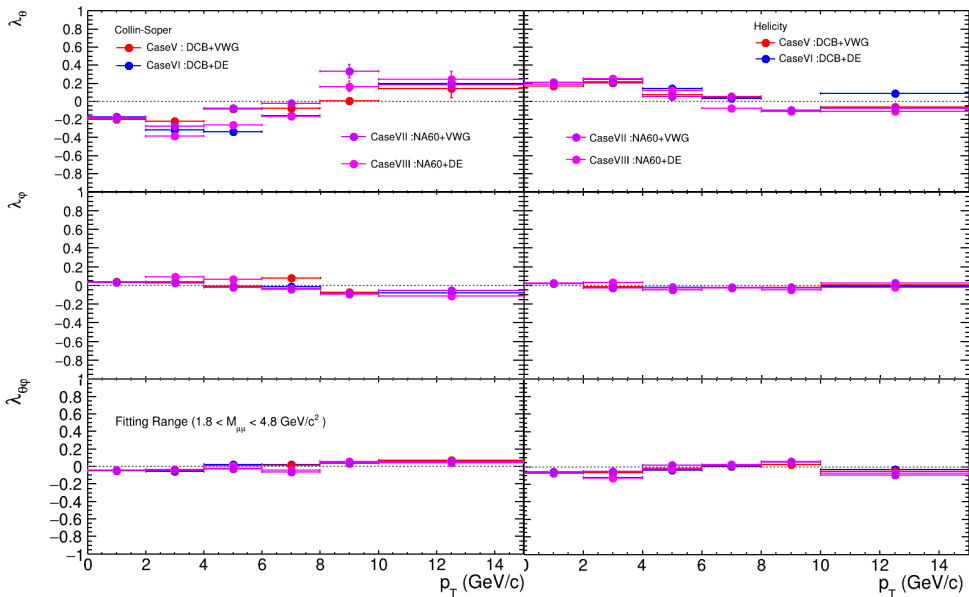 λθ
1
0.8
0.6
0.4
0.2
0
−0.2
−0.4
−0.6
−0.8
Collin-Soper
CaseV : DCB+VWG
CaseVI : DCB+DE
CaseVII : NA60+VWG
CaseVIII : NA60+DE
Helicity
CaseV : DCB+VWG
CaseVI : DCB+DE
CaseVII : NA60+VWG
CaseVIII : NA60+DE
λφ
1
0.8
0.6
0.4
0.2
0
−0.2
−0.4
−0.6
−0.8
λθφ
1
0.8
0.6
0.4
0.2
0
−0.2
−0.4
−0.6
−0.8
−1
Fitting Range (1.8 < Mμμ < 4.8 GeV/c² )
0 2 4 6 8 10 12 14
0 2 4 6 8 10 12 14
pT (GeV/c)
pT (GeV/c)